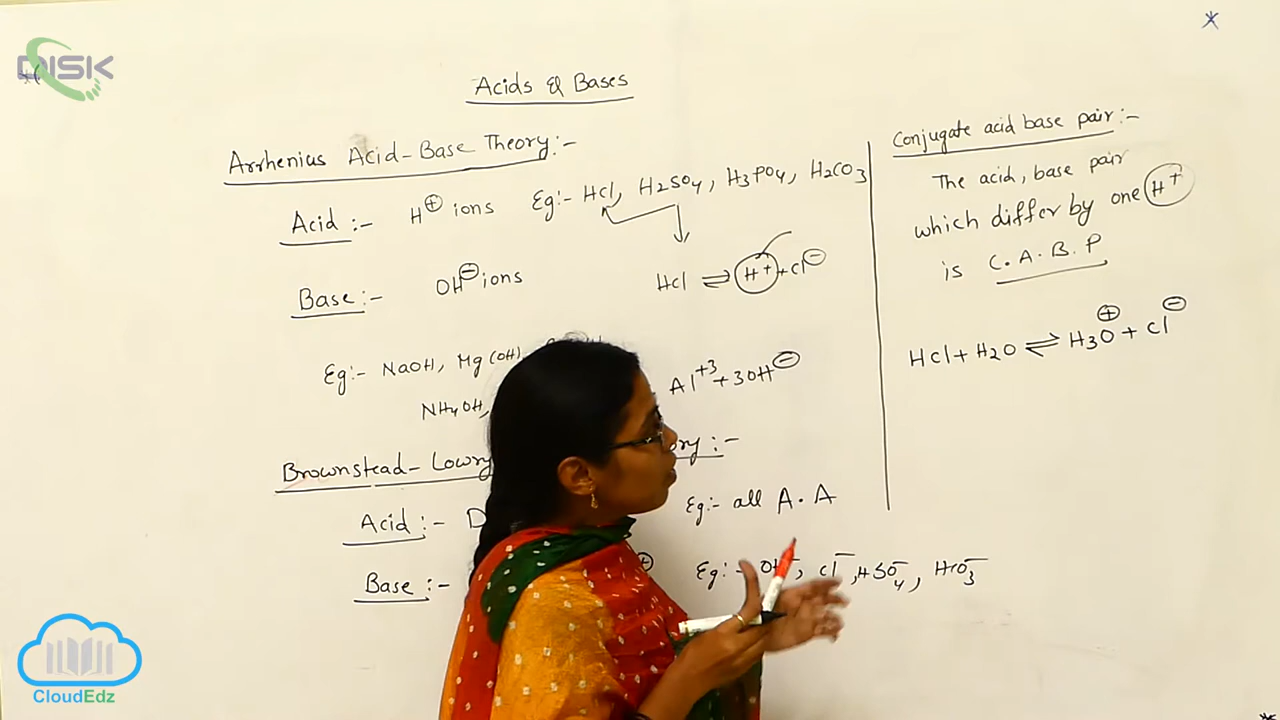 DISK
Acids & Bases
Arrhenius Acid-Base Theory:-
Acid :- H⊕ ions Eg:- HCl, H2SO4, H3PO4, H2CO3
HCl ⇌ H+ + Cl⊖
Base:- OH⊖ ions
Eg:- NaOH, Mg(OH)
Al+3 + 3OH⊖
NH4OH,
Brownstead-Lowry
Acid:- Eg:- all A.A
Base:- Eg:- OH-, Cl-, HSO4-, HCO3-
Conjugate acid base pair:-
The acid, base pair
which differ by one H+
is C.A.B.P
HCl + H2O ⇌ H3O⊕ + Cl⊖
CloudEdz